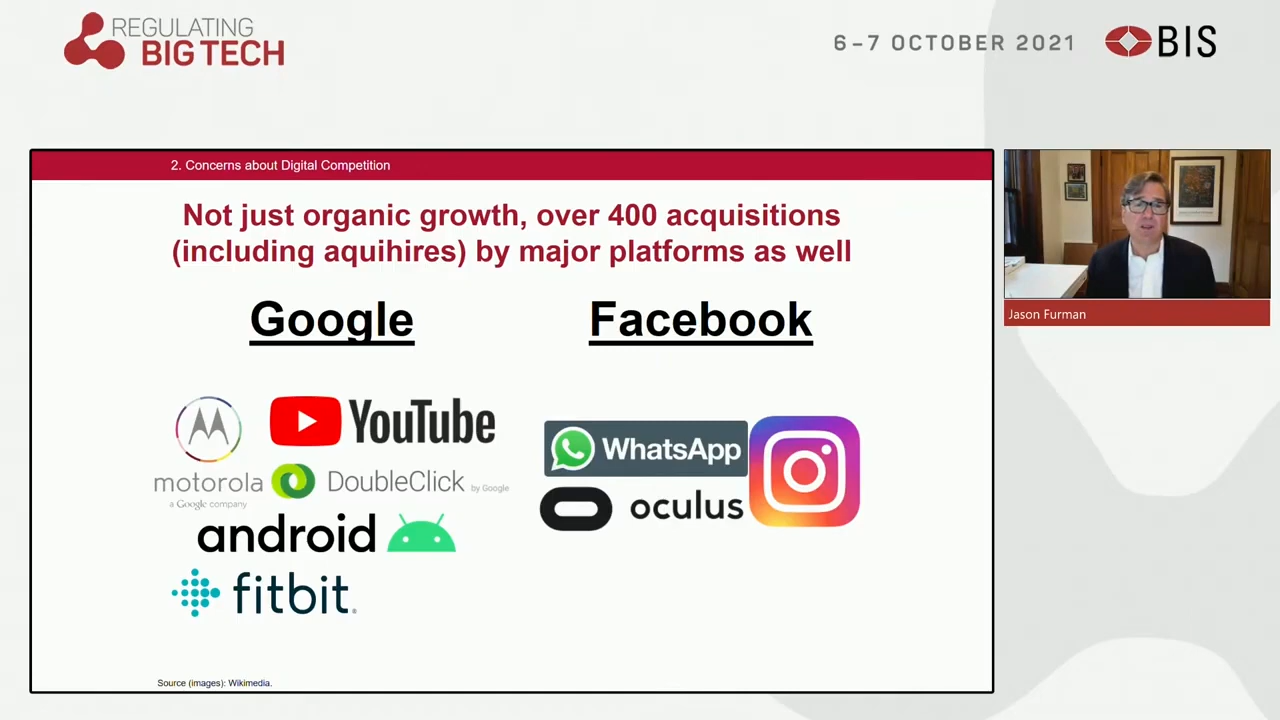 REGULATING
BIG TECH
6–7 OCTOBER 2021
BIS
2. Concerns about Digital Competition
Not just organic growth, over 400 acquisitions
(including aquihires) by major platforms as well
Google
Facebook
YouTube
motorola
a Google company
DoubleClick by Google
android
fitbit
WhatsApp
oculus
Source (images): Wikimedia.
Jason Furman